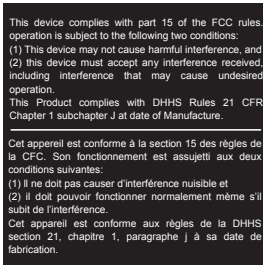 This device complies with part 15 of the FCC rules.
operation is subject to the following two conditions:
(1) This device may not cause harmful interference, and
(2) this device must accept any interference received,
including interference that may cause undesired
operation.
This Product complies with DHHS Rules 21 CFR
Chapter 1 subchapter J at date of Manufacture.
Cet appereil est conforme à la section 15 des règles de
la CFC. Son fonctionnement est assujetti aux deux
conditions suivantes:
(1) Il ne doit pas causer d'interférence nuisible et
(2) il doit pouvoir fonctionner normalement mème s'il
subit de l'interférence.
Cet appareil est conforme aux règles de la DHHS
section 21, chapitre 1, paragraphe j à sa date de
fabrication.